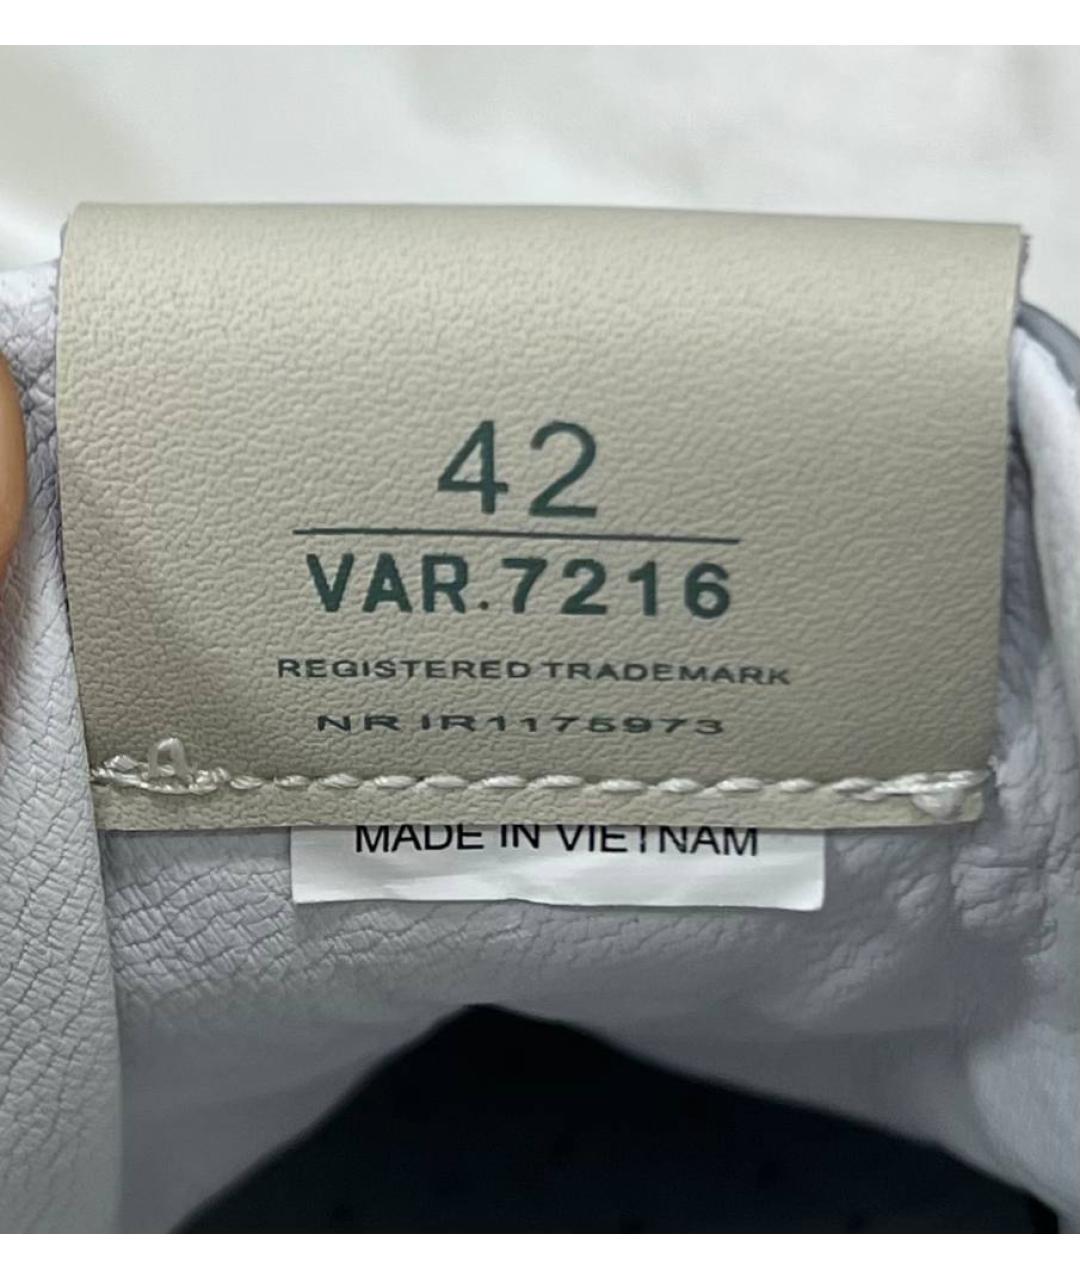 42
VAR.7216
REGISTERED TRADEMARK
NR IR1175973
MADE IN VIETNAM